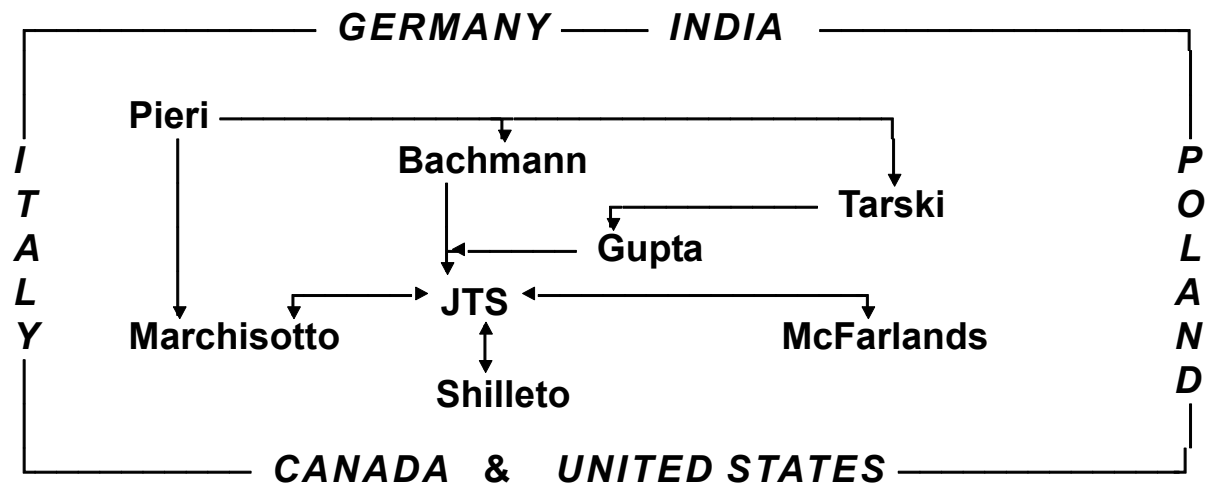 GERMANY INDIA
Pieri
Bachmann
Tarski
Gupta
JTS
Marchisotto
McFarlands
Shilleto
ITALY
POLAND
CANADA & UNITED STATES